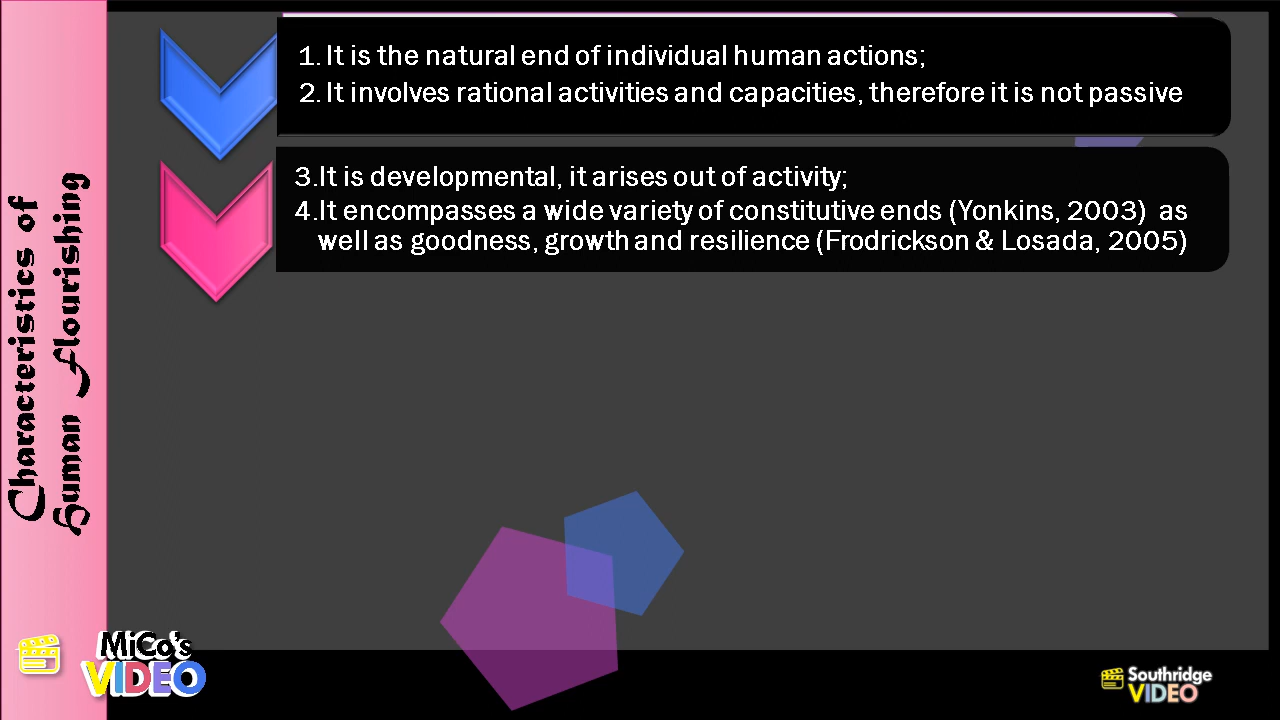 Characteristics of
Human Flourishing
1. It is the natural end of individual human actions;
2. It involves rational activities and capacities, therefore it is not passive
3.It is developmental, it arises out of activity;
4.It encompasses a wide variety of constitutive ends (Yonkins, 2003) as
well as goodness, growth and resilience (Frodrickson & Losada, 2005)
MiCo's
VIDEO
Southridge
VIDEO